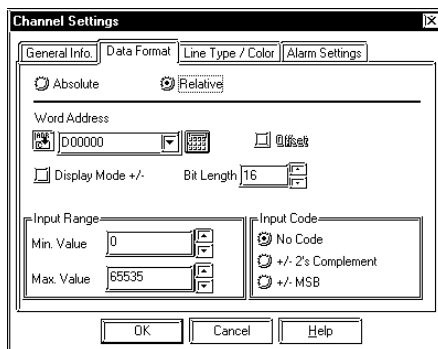 Channel Settings
General Info. Data Format Line Type / Color Alarm Settings
Absolute Relative
Word Address
D00000 Offset
Display Mode +/- Bit Length 16
Input Range Input Code
Min. Value 0 No Code
+/- 2's Complement
Max. Value 65535 +/- MSB
OK Cancel Help